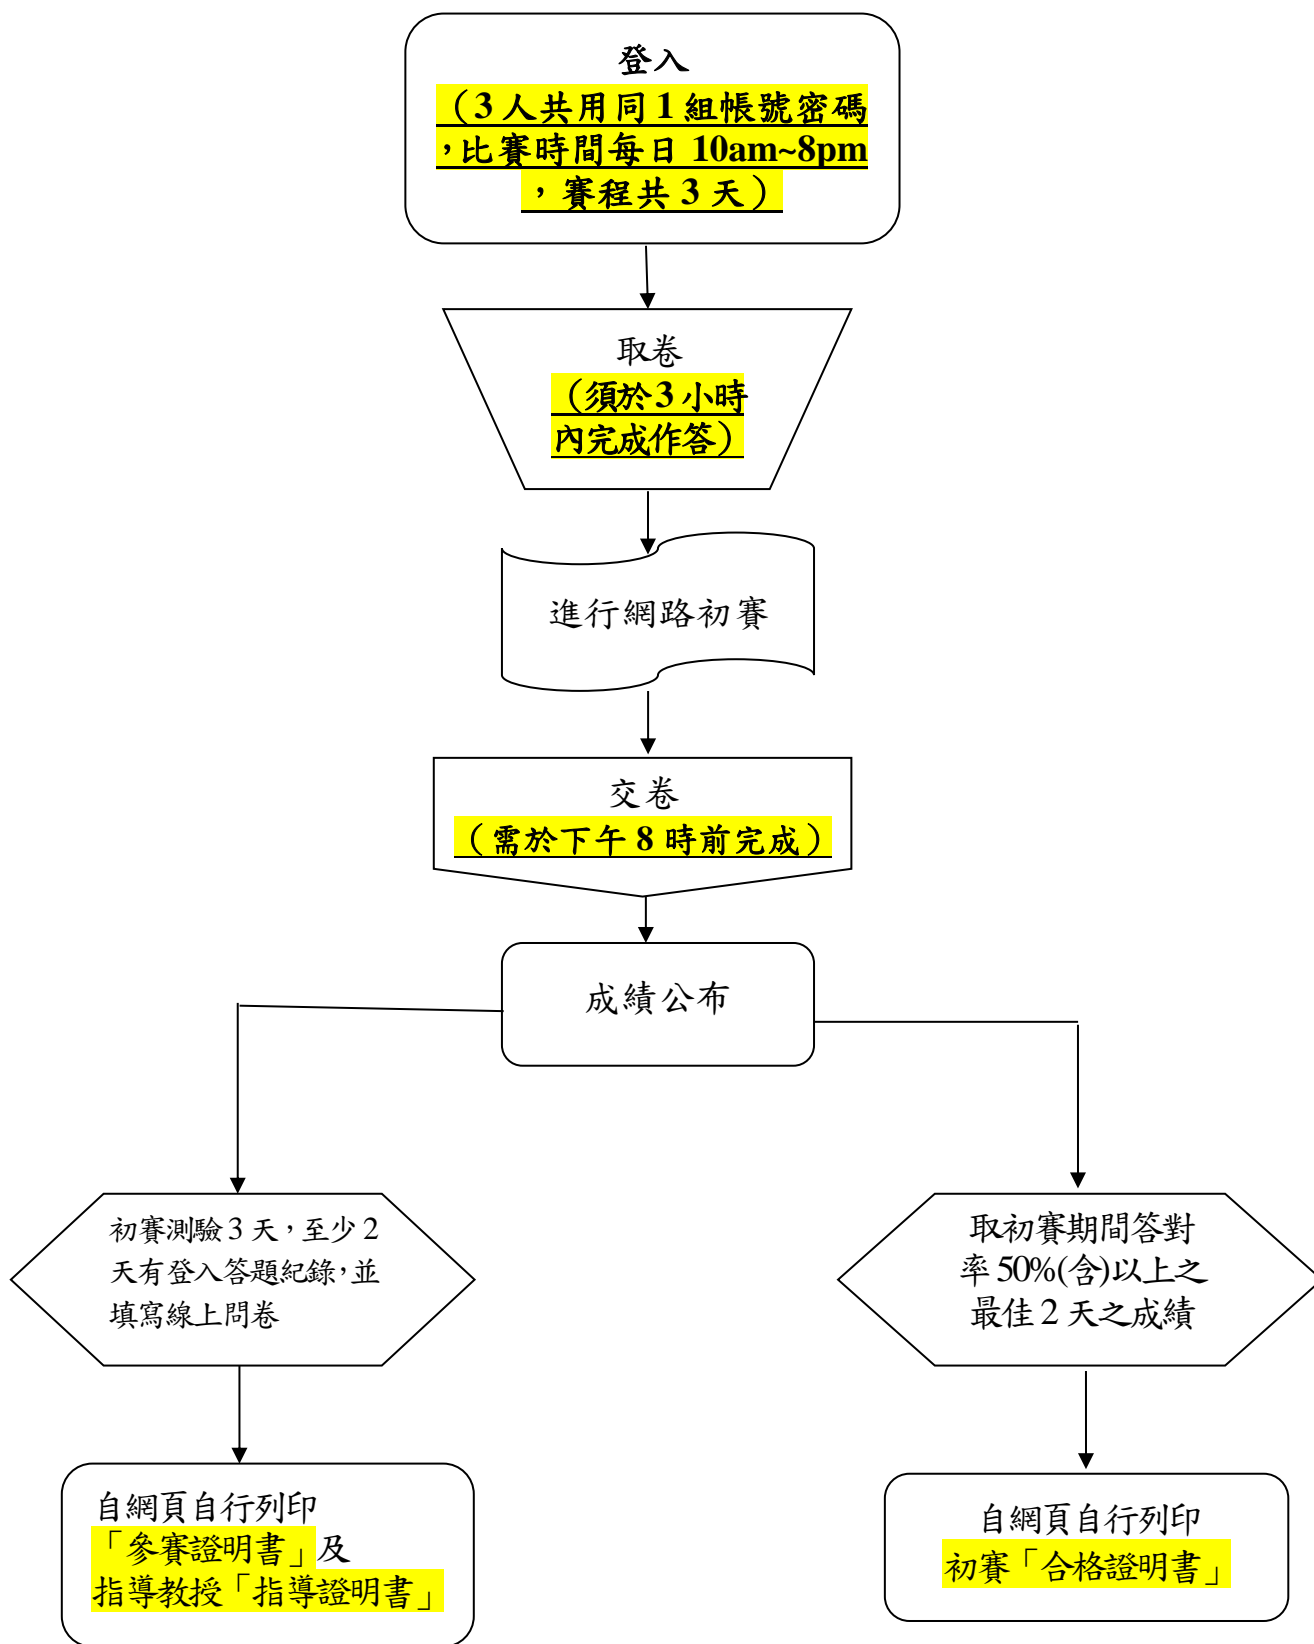 登入
（3 人共用同 1 組帳號密碼
，比賽時間每日 10am~8pm
，賽程共 3 天）
取卷
（須於 3 小時
內完成作答）
進行網路初賽
交卷
（需於下午 8 時前完成）
成績公布
初賽測驗 3 天，至少 2
天有登入答題紀錄，並
填寫線上問卷
取初賽期間答對
率 50%(含)以上之
最佳 2 天之成績
自網頁自行列印
「參賽證明書」及
指導教授「指導證明書」
自網頁自行列印
初賽「合格證明書」